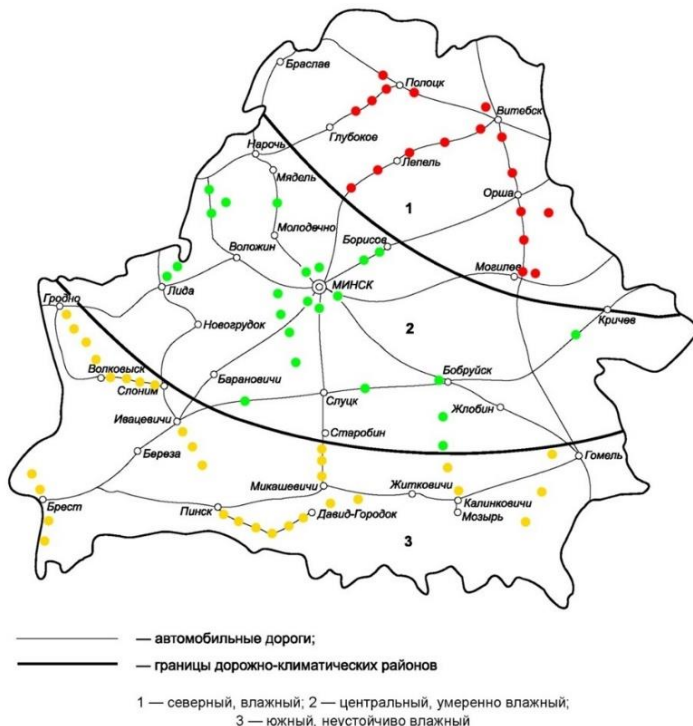 Браслав
Полоцк
Витебск
Глубокое
Нарочь
Лепель
Мядель
Орша
1
Молодечно
Борисов
Воложин
Могилев
МИНСК
Лида
Гродно
2
Кричев
Новогрудок
Волковыск
Слоним
Барановичи
Бобруйск
Слуцк
Жлобин
Ивацевичи
Старобин
Береза
Гомель
Микашевичи
Житковичи
Брест
Пинск
Давид-Городок
Калинковичи
Мозырь
3
— автомобильные дороги;
— границы дорожно-климатических районов
1 — северный, влажный; 2 — центральный, умеренно влажный;
3 — южный, неустойчиво влажный